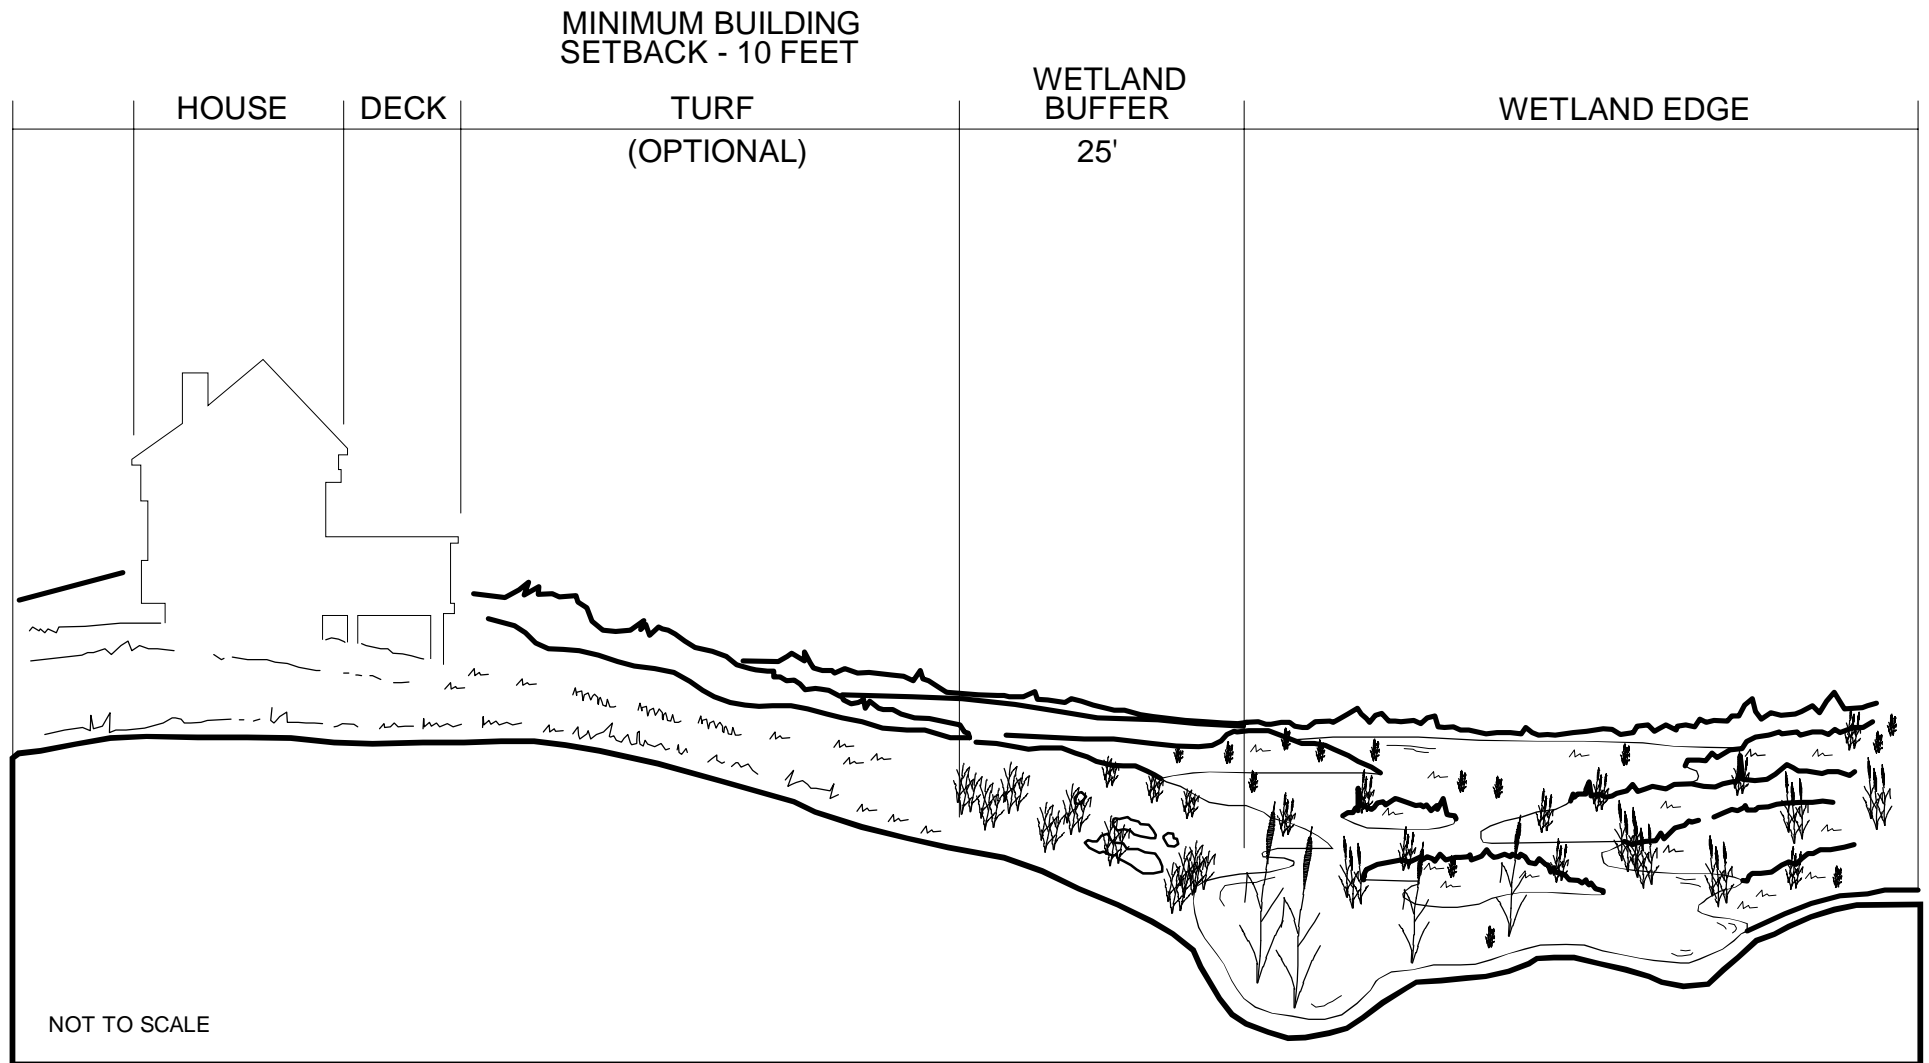 MINIMUM BUILDING
SETBACK - 10 FEET
HOUSE
DECK
TURF
(OPTIONAL)
WETLAND
BUFFER
25'
WETLAND EDGE
NOT TO SCALE